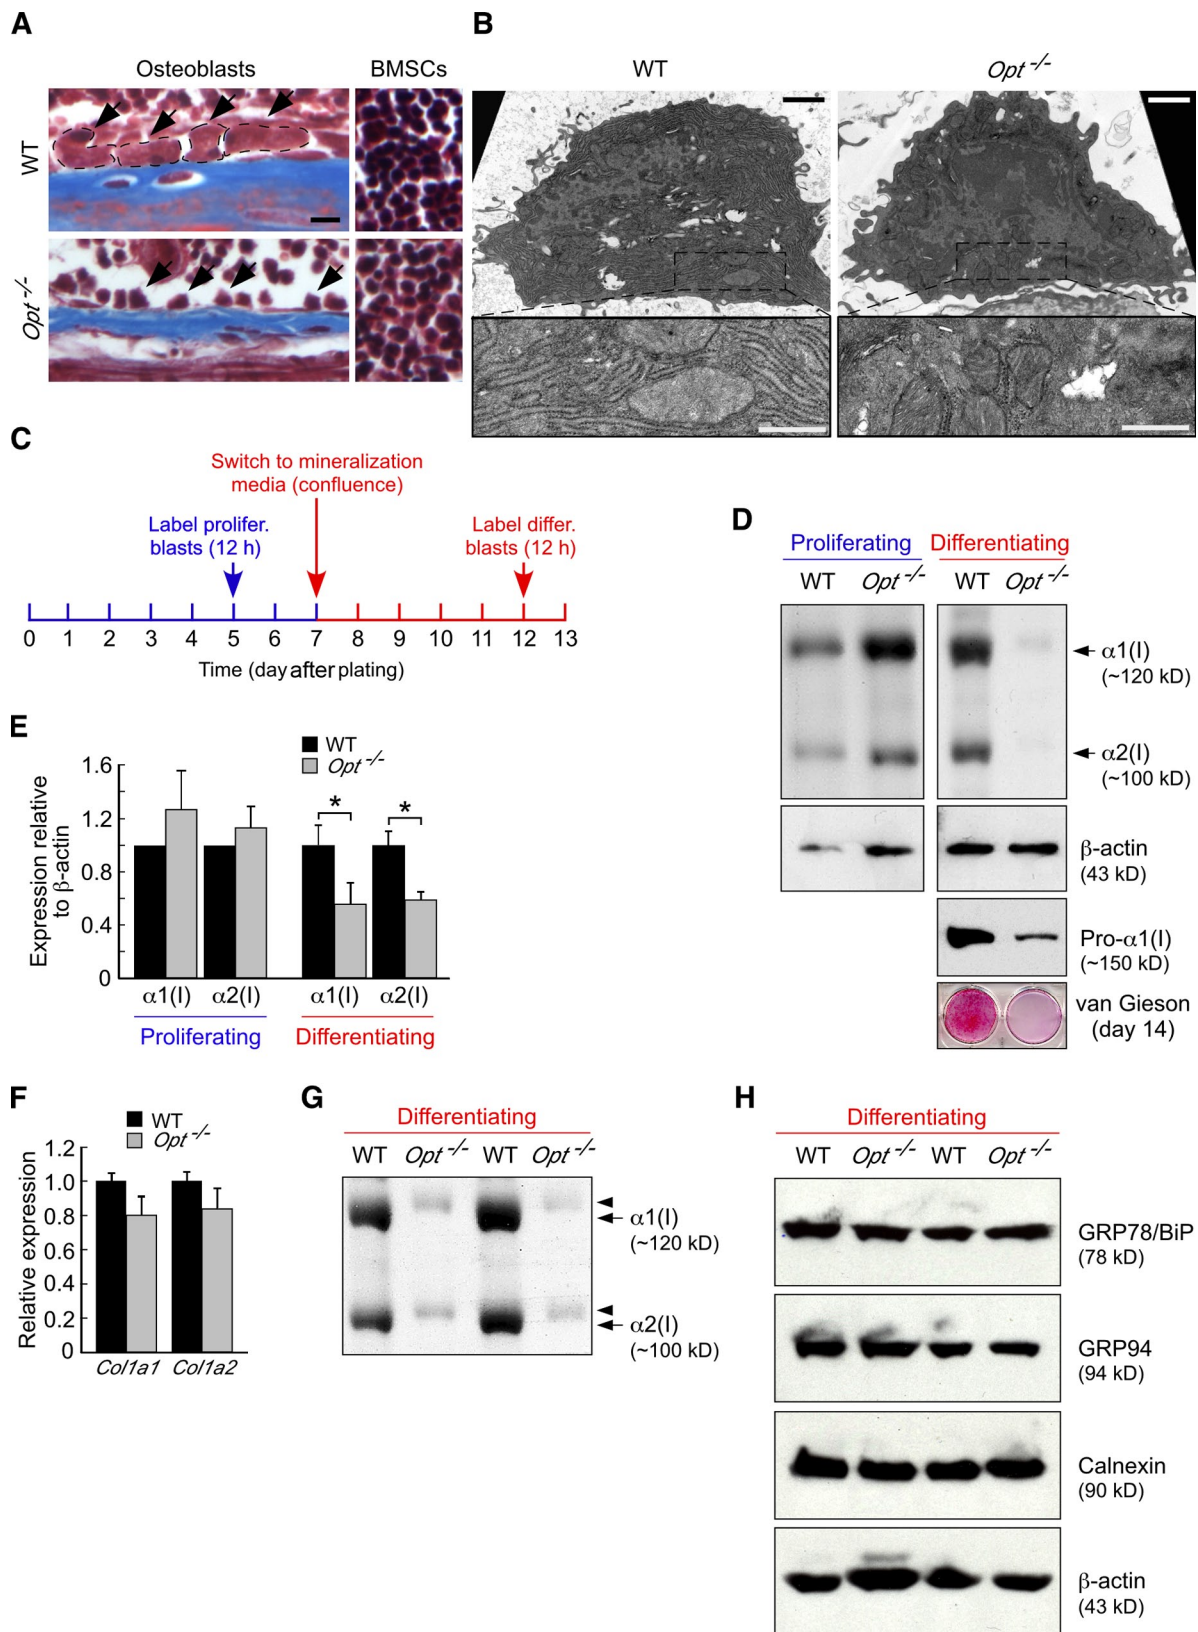 A
Osteoblasts
BMSCs
WT
Opt -/-
B
WT
Opt -/-
C
Switch to mineralization
media (confluence)
Label prolifer.
blasts (12 h)
Label differ.
blasts (12 h)
0 1 2 3 4 5 6 7 8 9 10 11 12 13
Time (day after plating)
D
Proliferating Differentiating
WT Opt -/- WT Opt -/-
α1(I)
(~120 kD)
α2(I)
(~100 kD)
β-actin
(43 kD)
Pro-α1(I)
(~150 kD)
van Gieson
(day 14)
E
WT
Opt -/-
Expression relative
to β-actin
1.6
1.2
0.8
0.4
0
* *
α1(I) α2(I) α1(I) α2(I)
Proliferating Differentiating
F
WT
Opt -/-
Relative expression
1.2
1.0
0.8
0.6
0.4
0.2
0
Col1a1 Col1a2
G
Differentiating
WT Opt -/- WT Opt -/-
α1(I)
(~120 kD)
α2(I)
(~100 kD)
H
Differentiating
WT Opt -/- WT Opt -/-
GRP78/BiP
(78 kD)
GRP94
(94 kD)
Calnexin
(90 kD)
β-actin
(43 kD)